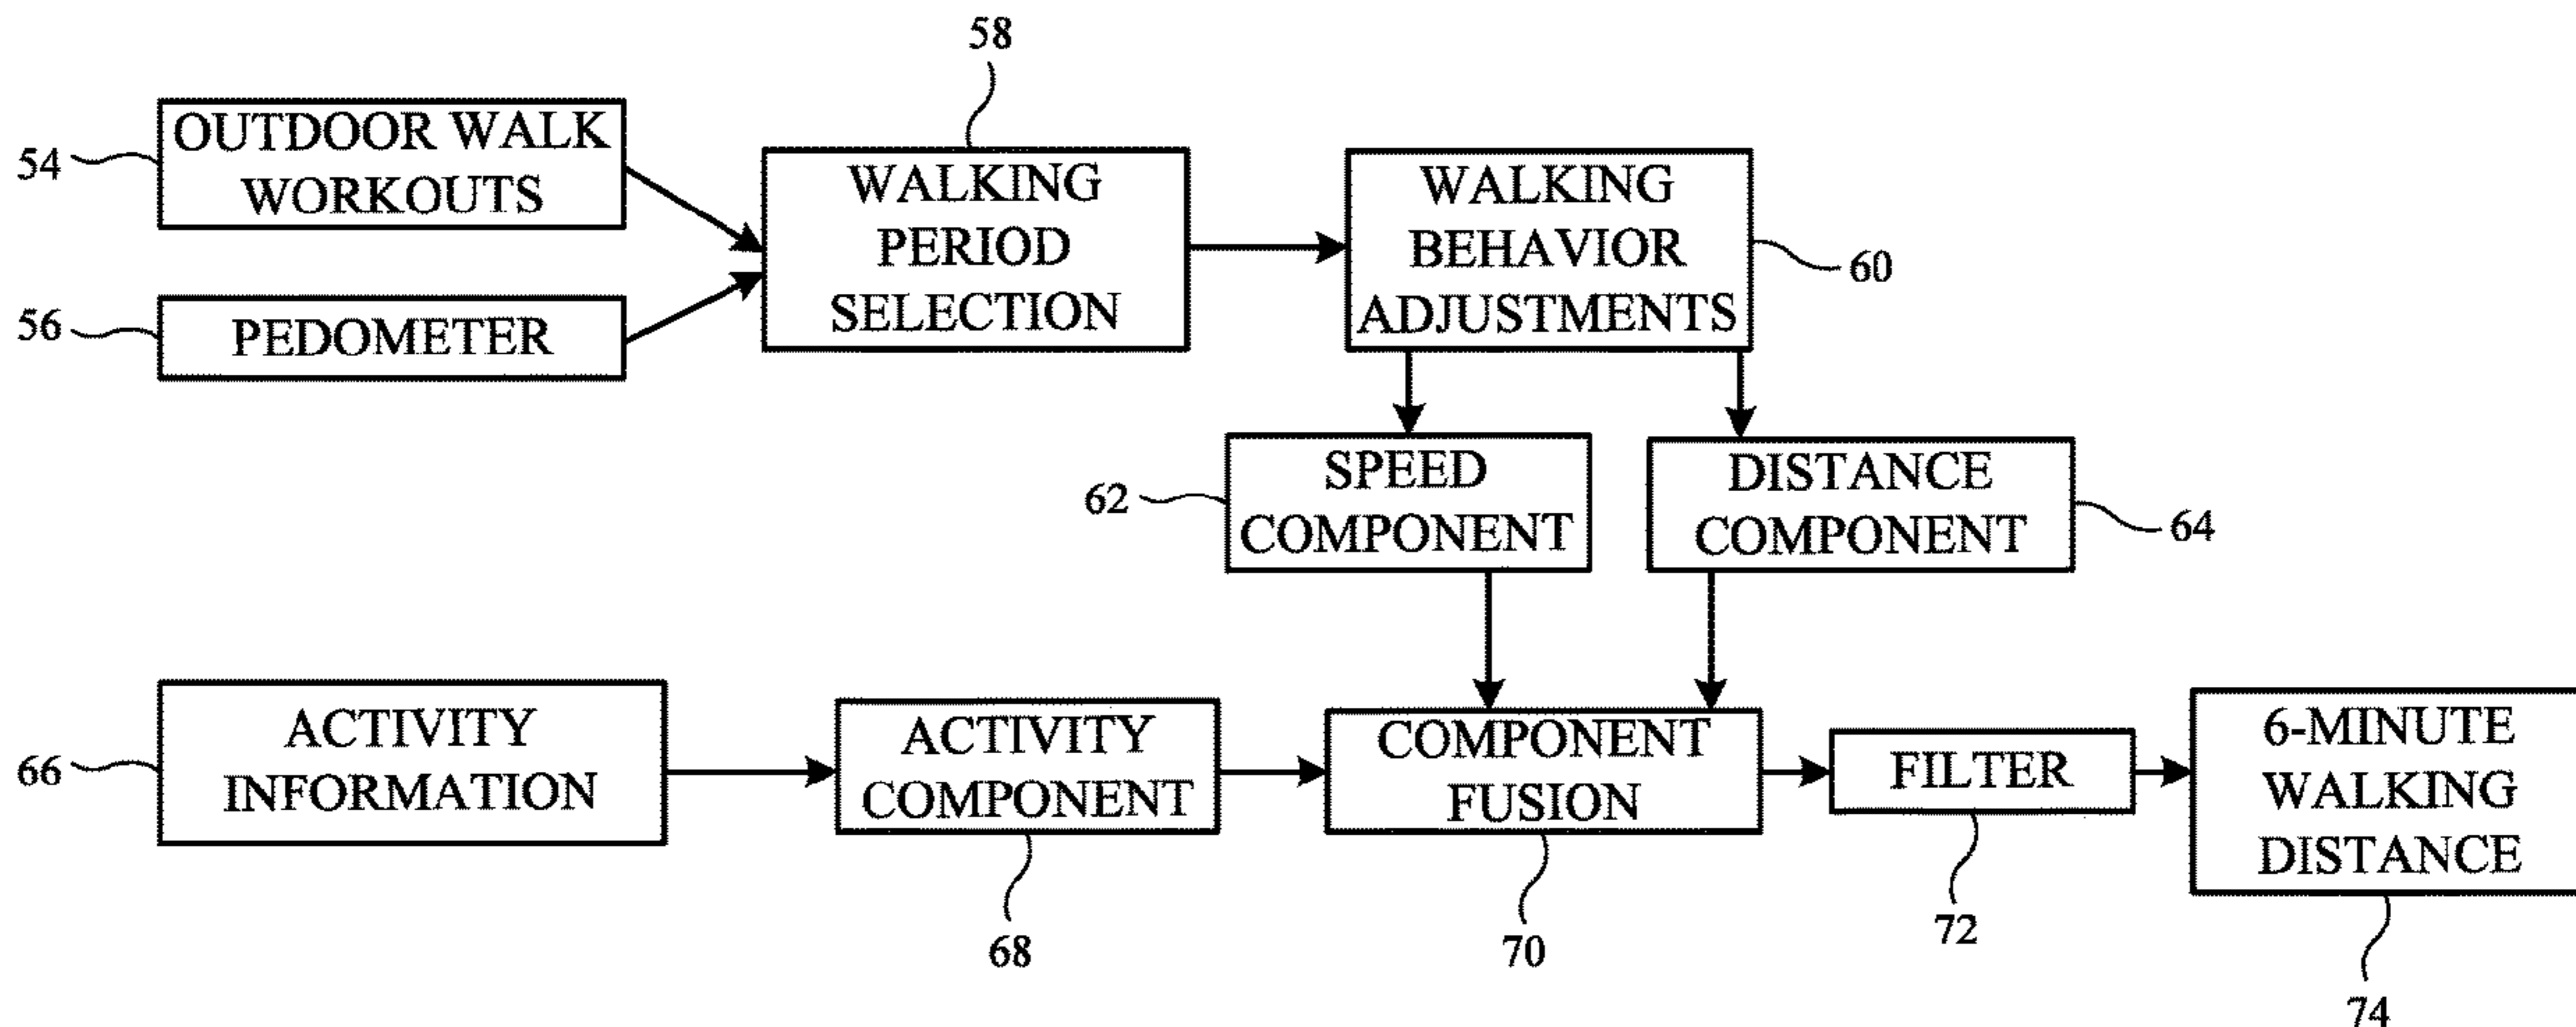 58
OUTDOOR WALK
WORKOUTS
54
WALKING
PERIOD
SELECTION
WALKING
BEHAVIOR
ADJUSTMENTS
60
56
PEDOMETER
62
SPEED
COMPONENT
DISTANCE
COMPONENT
64
66
ACTIVITY
INFORMATION
ACTIVITY
COMPONENT
68
COMPONENT
FUSION
70
FILTER
72
6-MINUTE
WALKING
DISTANCE
74